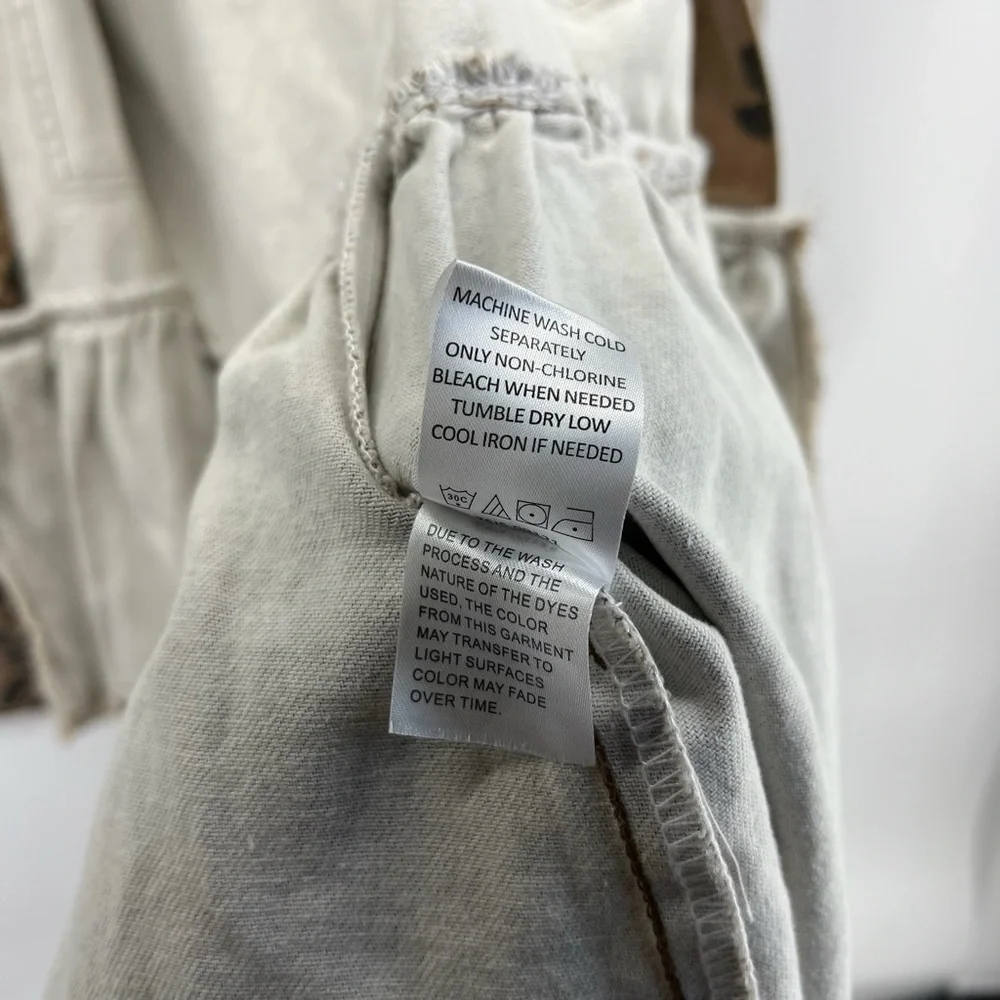 MACHINE WASH COLD
SEPARATELY
ONLY NON-CHLORINE
BLEACH WHEN NEEDED
TUMBLE DRY LOW
COOL IRON IF NEEDED
30C
DUE TO THE WASH
PROCESS AND THE
NATURE OF THE DYES
USED, THE COLOR
FROM THIS GARMENT
MAY TRANSFER TO
LIGHT SURFACES
COLOR MAY FADE
OVER TIME.